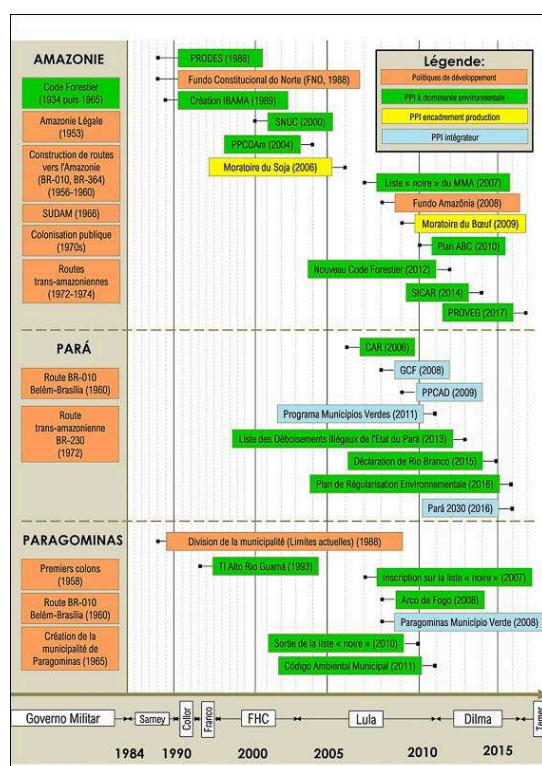 AMAZONIE
Code Forestier
(1934 puis 1965)
Amazonie Légale
(1953)
Construction de routes
vers l'Amazonie
(BR-010, BR-364)
(1956-1960)
SUDAM (1966)
Colonisation publique
(1970s)
Routes
trans-amazoniennes
(1972-1974)
PRODES (1988)
Fundo Constitucional do Norte (FNO, 1988)
Création IBAMA (1989)
SNUC (2000)
PPCDAm (2004)
Moratoire du Soja (2006)
Liste « noire » du MMA (2007)
Fundo Amazônia (2008)
Moratoire du Bœuf (2009)
Plan ABC (2010)
Nouveau Code Forestier (2012)
SICAR (2014)
PROVEG (2017)
Légende:
Politiques de développement
PPI à dominante environnementale
PPI encadrement production
PPI intégrateur
PARÁ
Route BR-010
Belém-Brasília (1960)
Route
trans-amazonienne
BR-230
(1972)
CAR (2006)
GCF (2008)
PPCAD (2009)
Programa Municípios Verdes (2011)
Liste des Déboisements Illégaux de l'Etat du Pará (2013)
Déclaration de Rio Branco (2015)
Plan de Régularisation Environnementale (2016)
Pará 2030 (2016)
PARAGOMINAS
Premiers colons
(1958)
Route BR-010
Belém-Brasília (1960)
Création de la
municipalité de
Paragominas
(1965)
Division de la municipalité (Limites actuelles) (1988)
TI Alto Rio Guamá (1993)
Inscription sur la liste « noire » (2007)
Arco de Fogo (2008)
Paragominas Município Verde (2008)
Sortie de la liste « noire » (2010)
Código Ambiental Municipal (2011)
Governo Militar
Sarney
Collor
Franco
FHC
Lula
Dilma
Temer
1984
1990
2000
2005
2010
2015